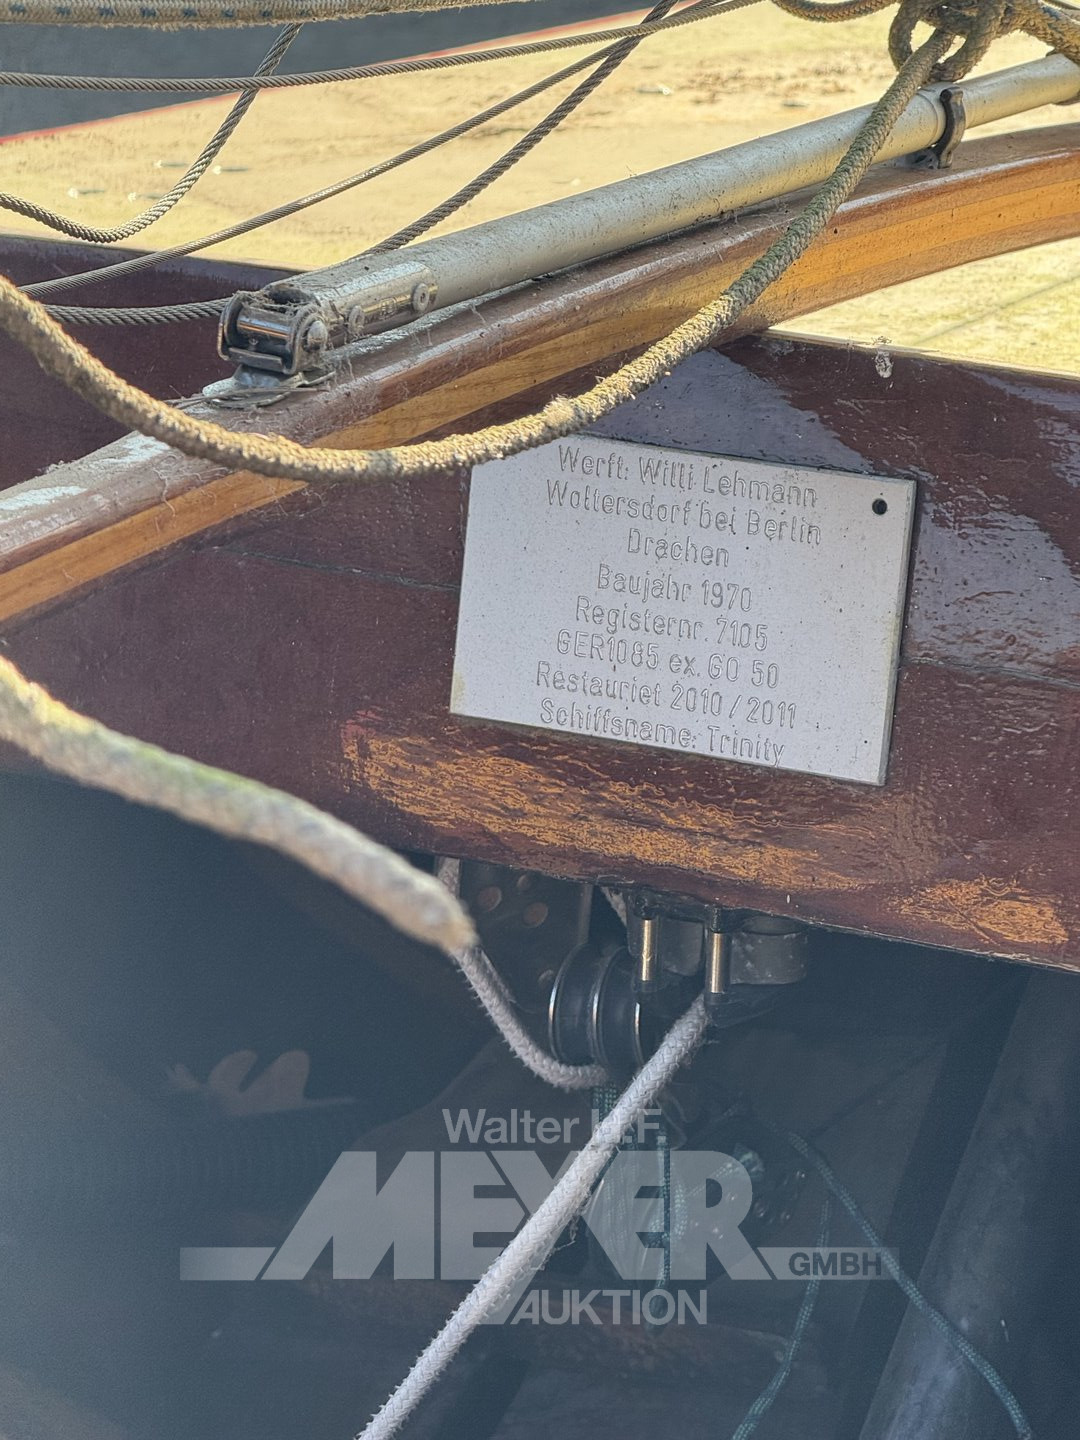 Werft: Willi Lehmann
Woltersdorf bei Berlin
Drachen
Baujahr 1970
Registernr. 7105
GER1085 ex. GO 50
Restauriet 2010 / 2011
Schiffsname: Trinity
Walter H.F.
MEYER
GMBH
AUKTION